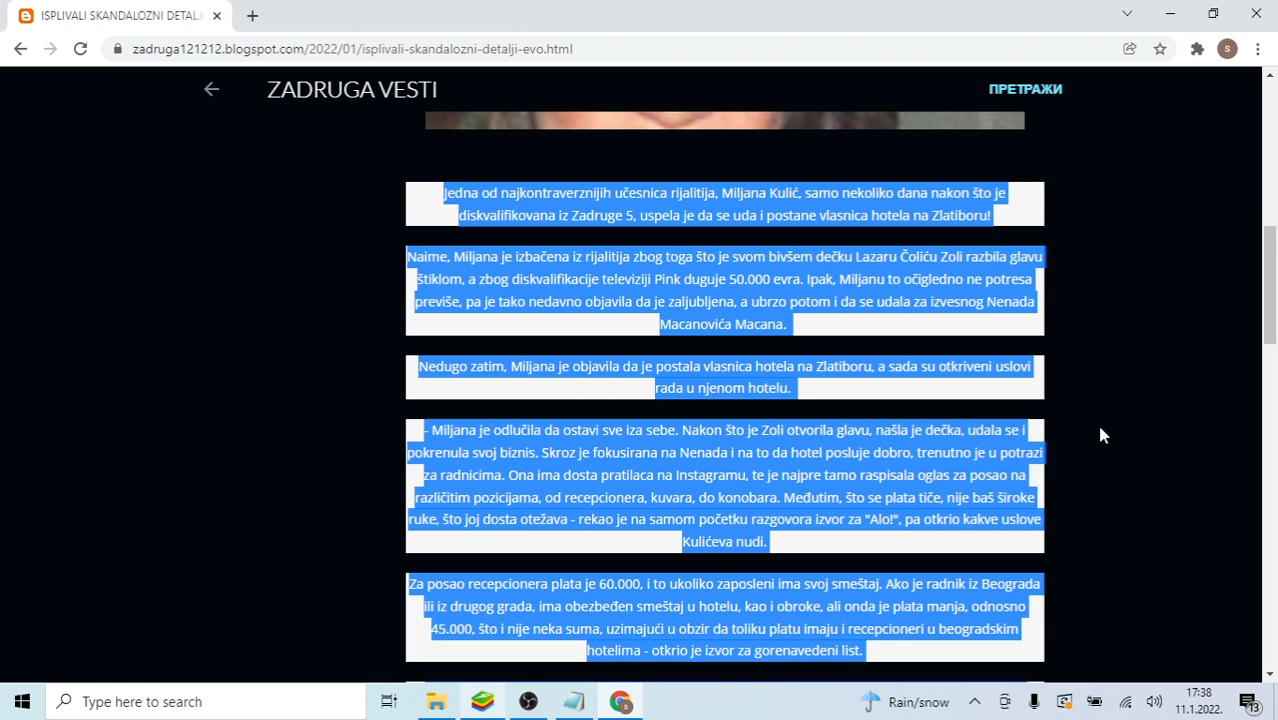 ISPLIVALI SKANDALOZNI DETALJ
zadruga121212.blogspot.com/2022/01/isplivali-skandalozni-detalji-evo.html
S
ZADRUGA VESTI
ПРЕТРАЖИ
Jedna od najkontraverznijih učesnica rijalitija, Miljana Kulić, samo nekoliko dana nakon što je
diskvalifikovana iz Zadruge 5, uspela je da se uda i postane vlasnica hotela na Zlatiboru!
Naime, Miljana je izbačena iz rijalitija zbog toga što je svom bivšem dečku Lazaru Čoliću Zoli razbila glavu
štiklom, a zbog diskvalifikacije televiziji Pink duguje 50.000 evra. Ipak, Miljanu to očigledno ne potresa
previše, pa je tako nedavno objavila da je zaljubljena, a ubrzo potom i da se udala za izvesnog Nenada
Macanovića Macana.
Nedugo zatim, Miljana je objavila da je postala vlasnica hotela na Zlatiboru, a sada su otkriveni uslovi
rada u njenom hotelu.
- Miljana je odlučila da ostavi sve iza sebe. Nakon što je Zoli otvorila glavu, našla je dečka, udala se i
pokrenula svoj biznis. Skroz je fokusirana na Nenada i na to da hotel posluje dobro, trenutno je u potrazi
za radnicima. Ona ima dosta pratilaca na Instagramu, te je najpre tamo raspisala oglas za posao na
različitim pozicijama, od recepcionera, kuvara, do konobara. Međutim, što se plata tiče, nije baš široke
ruke, što joj dosta otežava - rekao je na samom početku razgovora izvor za "Alo!", pa otkrio kakve uslove
Kulićeva nudi.
Za posao recepcionera plata je 60.000, i to ukoliko zaposleni ima svoj smeštaj. Ako je radnik iz Beograda
ili iz drugog grada, ima obezbeđen smeštaj u hotelu, kao i obroke, ali onda je plata manja, odnosno
45.000, što i nije neka suma, uzimajući u obzir da toliku platu imaju i recepcioneri u beogradskim
hotelima - otkrio je izvor za gorenavedeni list.
Type here to search
Rain/snow
17:38
11.1.2022.
13